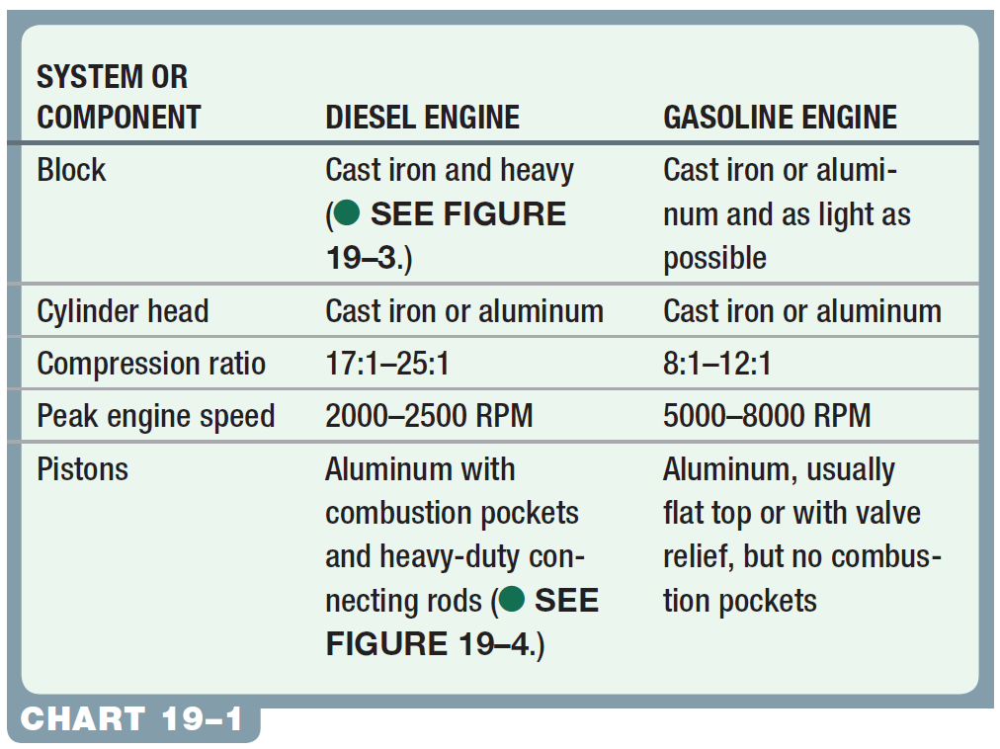 SYSTEM OR
COMPONENT
DIESEL ENGINE
GASOLINE ENGINE
Block
Cast iron and heavy
(● SEE FIGURE
19–3.)
Cast iron or alumi-
num and as light as
possible
Cylinder head
Cast iron or aluminum
Cast iron or aluminum
Compression ratio
17:1–25:1
8:1–12:1
Peak engine speed
2000–2500 RPM
5000–8000 RPM
Pistons
Aluminum with
combustion pockets
and heavy-duty con-
necting rods (● SEE
FIGURE 19–4.)
Aluminum, usually
flat top or with valve
relief, but no combus-
tion pockets
CHART 19–1